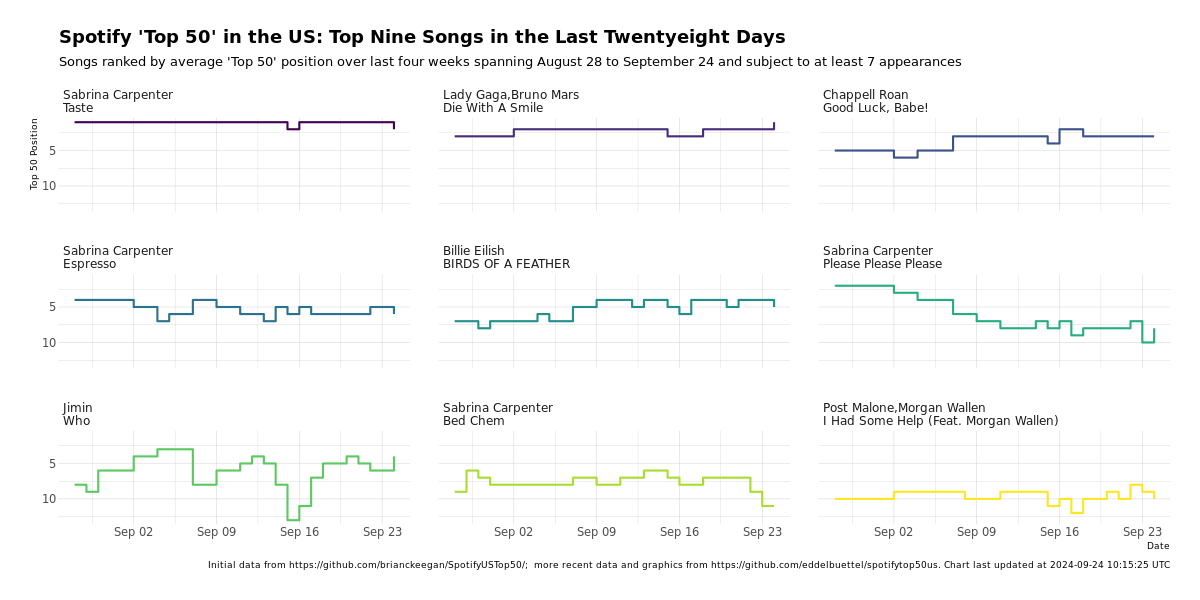 Spotify 'Top 50' in the US: Top Nine Songs in the Last Twentyeight Days
Songs ranked by average 'Top 50' position over last four weeks spanning August 28 to September 24 and subject to at least 7 appearances
Sabrina Carpenter
Taste
Lady Gaga,Bruno Mars
Die With A Smile
Chappell Roan
Good Luck, Babe!
Top 50 Position
5
10
Sabrina Carpenter
Espresso
Billie Eilish
BIRDS OF A FEATHER
Sabrina Carpenter
Please Please Please
5
10
Jimin
Who
Sabrina Carpenter
Bed Chem
Post Malone,Morgan Wallen
I Had Some Help (Feat. Morgan Wallen)
5
10
Sep 02 Sep 09 Sep 16 Sep 23
Sep 02 Sep 09 Sep 16 Sep 23
Sep 02 Sep 09 Sep 16 Sep 23
Date
Initial data from https://github.com/brianckeegan/SpotifyUSTop50/; more recent data and graphics from https://github.com/eddelbuettel/spotifytop50us. Chart last updated at 2024-09-24 10:15:25 UTC